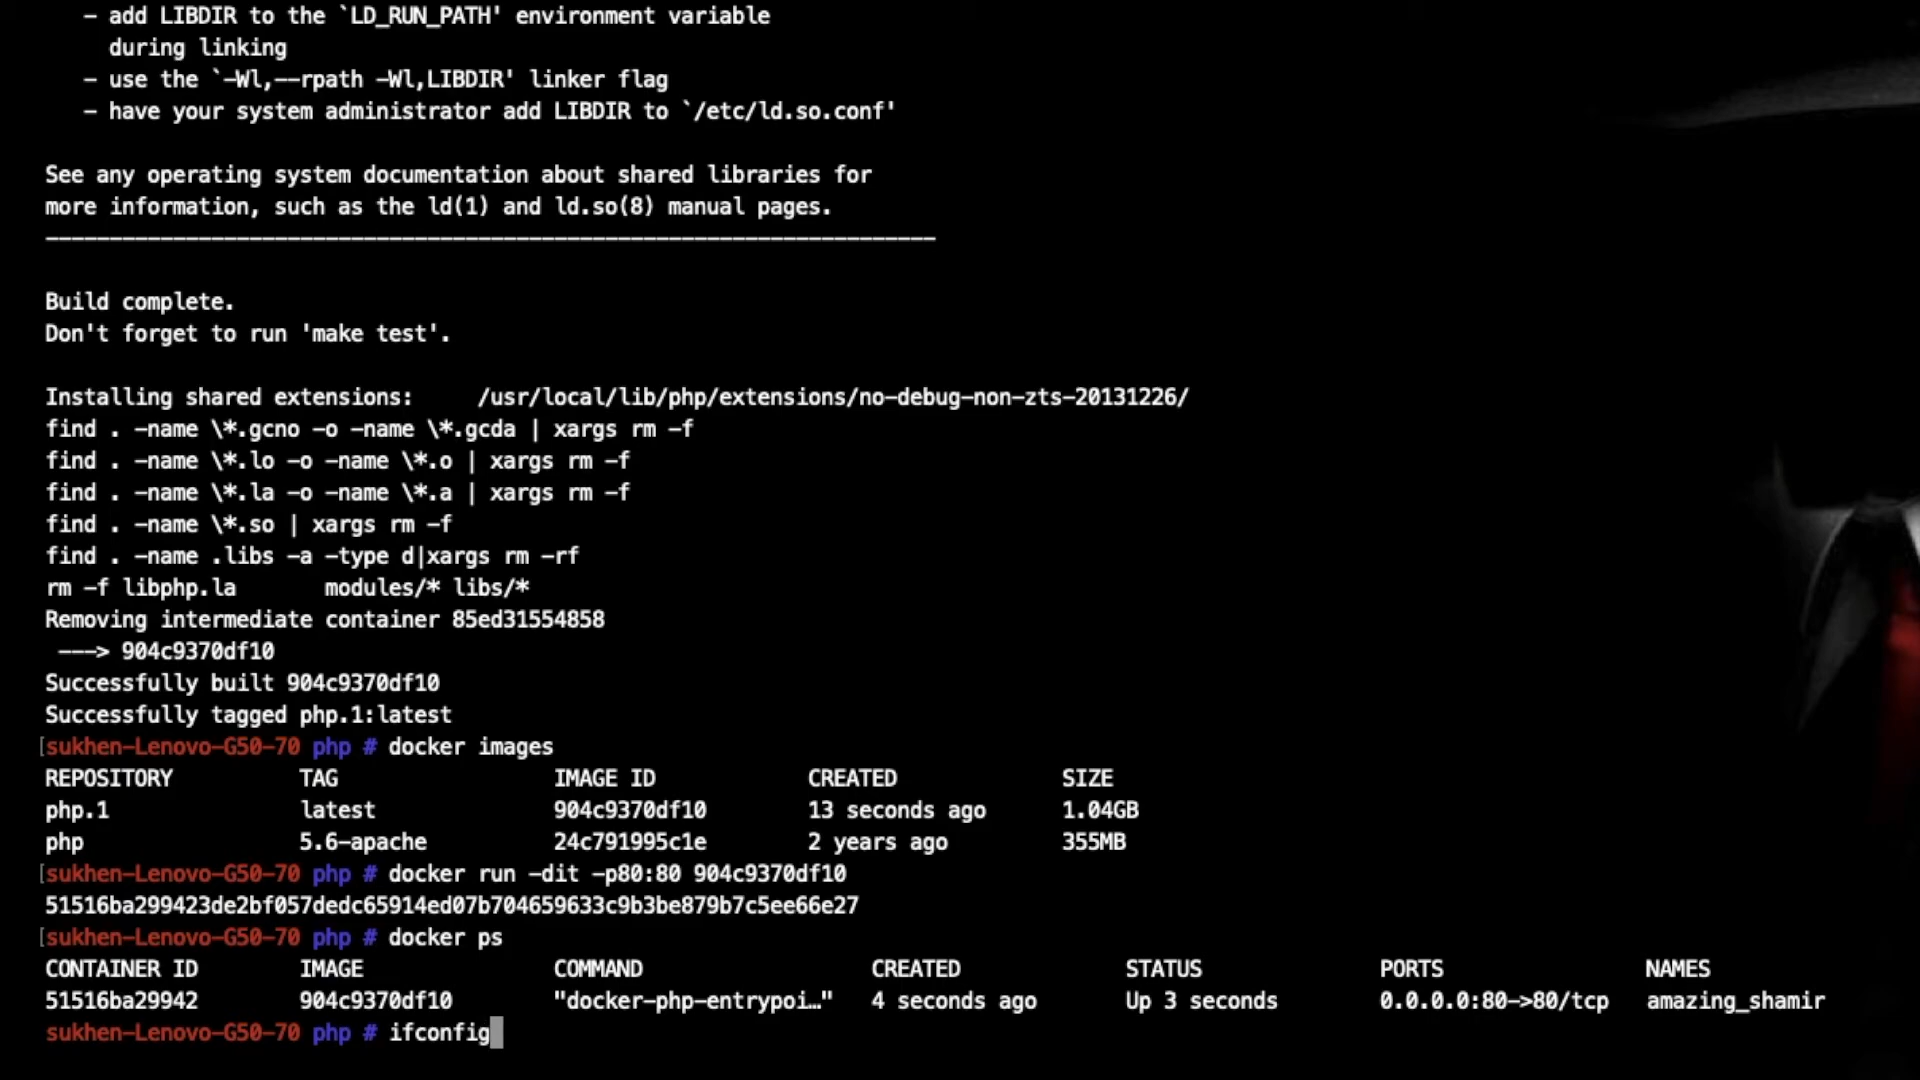 - add LIBDIR to the `LD_RUN_PATH' environment variable
during linking
- use the `-Wl,--rpath -Wl,LIBDIR' linker flag
- have your system administrator add LIBDIR to `/etc/ld.so.conf'
See any operating system documentation about shared libraries for
more information, such as the ld(1) and ld.so(8) manual pages.
----------------------------------------------------------------------
Build complete.
Don't forget to run 'make test'.
Installing shared extensions:     /usr/local/lib/php/extensions/no-debug-non-zts-20131226/
find . -name \*.gcno -o -name \*.gcda | xargs rm -f
find . -name \*.lo -o -name \*.o | xargs rm -f
find . -name \*.la -o -name \*.a | xargs rm -f
find . -name \*.so | xargs rm -f
find . -name .libs -a -type d|xargs rm -rf
rm -f libphp.la       modules/* libs/*
Removing intermediate container 85ed31554858
---> 904c9370df10
Successfully built 904c9370df10
Successfully tagged php.1:latest
[sukhen-Lenovo-G50-70 php # docker images
REPOSITORY          TAG                 IMAGE ID            CREATED             SIZE
php.1               latest              904c9370df10        13 seconds ago      1.04GB
php                 5.6-apache          24c791995c1e        2 years ago         355MB
[sukhen-Lenovo-G50-70 php # docker run -dit -p80:80 904c9370df10
51516ba299423de2bf057dedc65914ed07b704659633c9b3be879b7c5ee66e27
[sukhen-Lenovo-G50-70 php # docker ps
CONTAINER ID        IMAGE               COMMAND                  CREATED             STATUS              PORTS                NAMES
51516ba29942        904c9370df10        "docker-php-entrypoi…"   4 seconds ago       Up 3 seconds        0.0.0.0:80->80/tcp   amazing_shamir
sukhen-Lenovo-G50-70 php # ifconfig